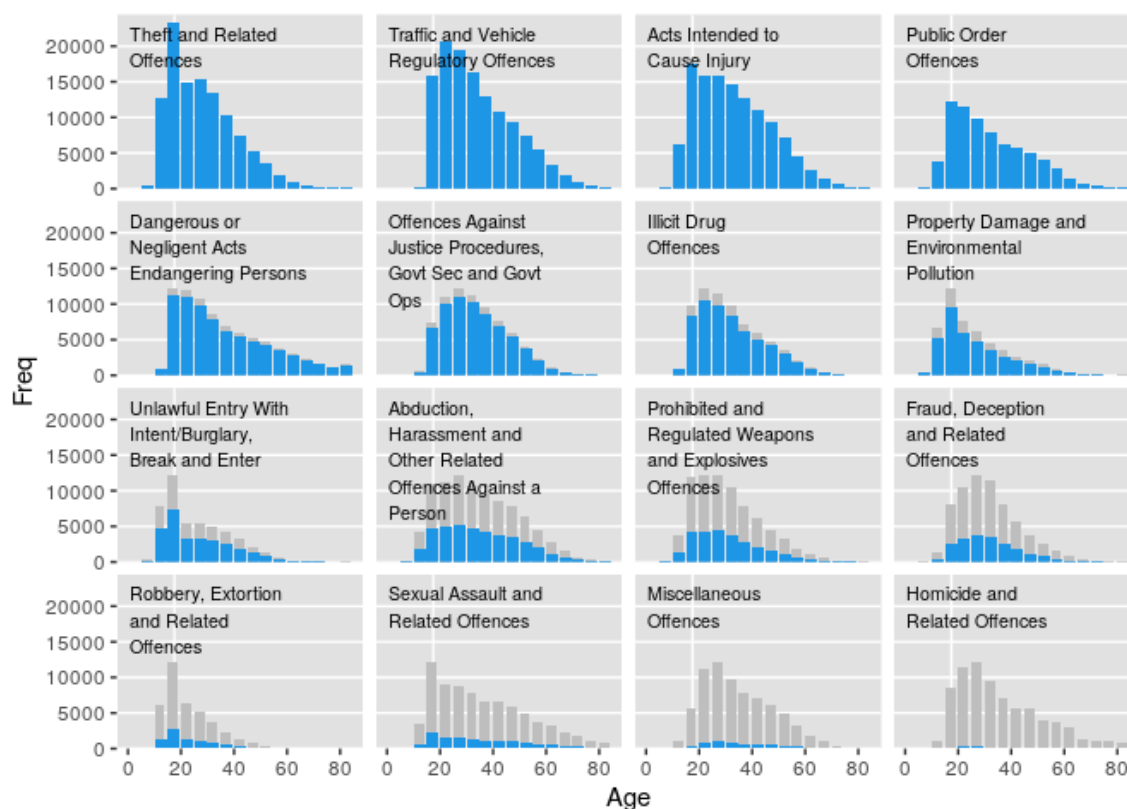 Theft and Related
Offences
Traffic and Vehicle
Regulatory Offences
Acts Intended to
Cause Injury
Public Order
Offences
20000
15000
10000
5000
0
Dangerous or
Negligent Acts
Endangering Persons
Offences Against
Justice Procedures,
Govt Sec and Govt
Ops
Illicit Drug
Offences
Property Damage and
Environmental
Pollution
20000
15000
10000
5000
0
Freq
Unlawful Entry With
Intent/Burglary,
Break and Enter
Abduction,
Harassment and
Other Related
Offences Against a
Person
Prohibited and
Regulated Weapons
and Explosives
Offences
Fraud, Deception
and Related
Offences
20000
15000
10000
5000
0
Robbery, Extortion
and Related
Offences
Sexual Assault and
Related Offences
Miscellaneous
Offences
Homicide and
Related Offences
20000
15000
10000
5000
0
0 20 40 60 80
0 20 40 60 80
0 20 40 60 80
0 20 40 60 80
Age